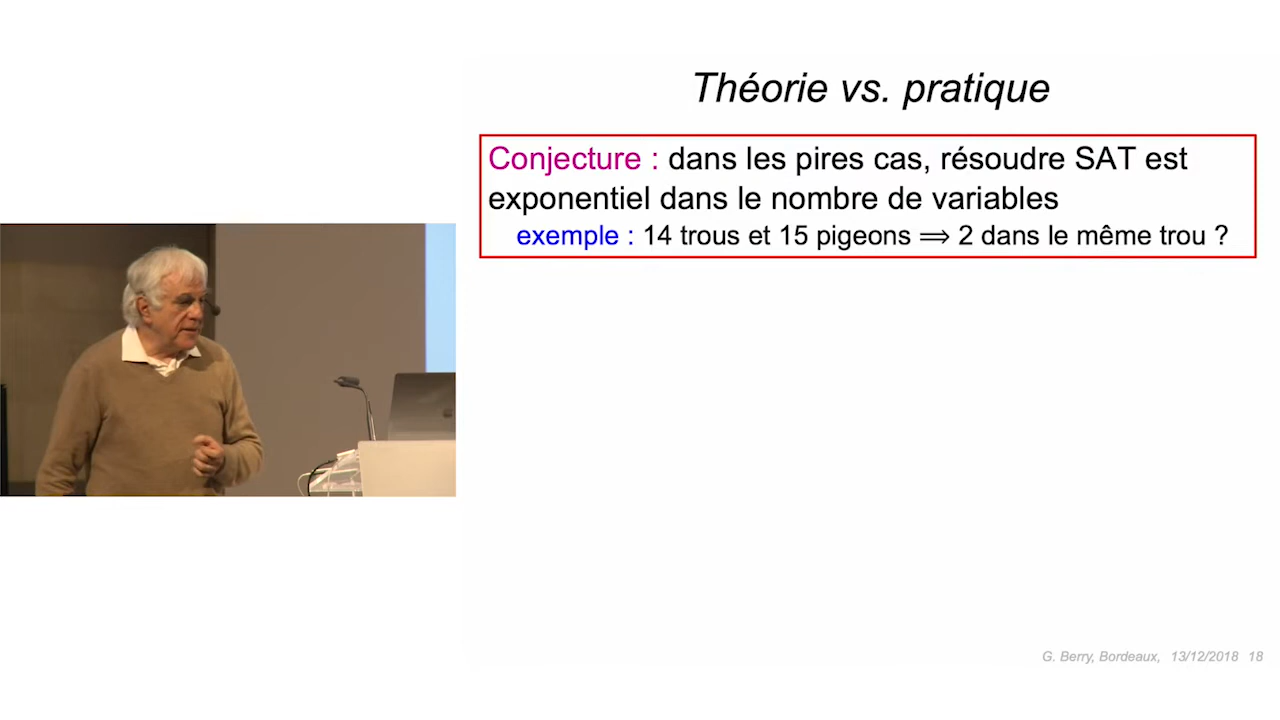 Théorie vs. pratique
Conjecture : dans les pires cas, résoudre SAT est
exponentiel dans le nombre de variables
exemple : 14 trous et 15 pigeons ⟹ 2 dans le même trou ?
G. Berry, Bordeaux, 13/12/2018 18